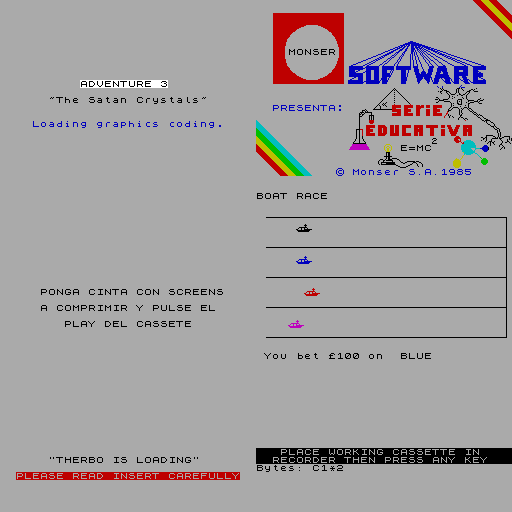 ADVENTURE 3
"The Satan Crystals"
Loading graphics coding.
MONSER
SOFTWARE
PRESENTA:
SERIE
EDUCATIVA
E=MC2
© Monser S.A.1985
PONGA CINTA CON SCREENS
A COMPRIMIR Y PULSE EL
PLAY DEL CASSETE
BOAT RACE
You bet £100 on  BLUE
"THERBO IS LOADING"
PLEASE READ INSERT CAREFULLY
PLACE WORKING CASSETTE IN
RECORDER THEN PRESS ANY KEY
Bytes: C1*2